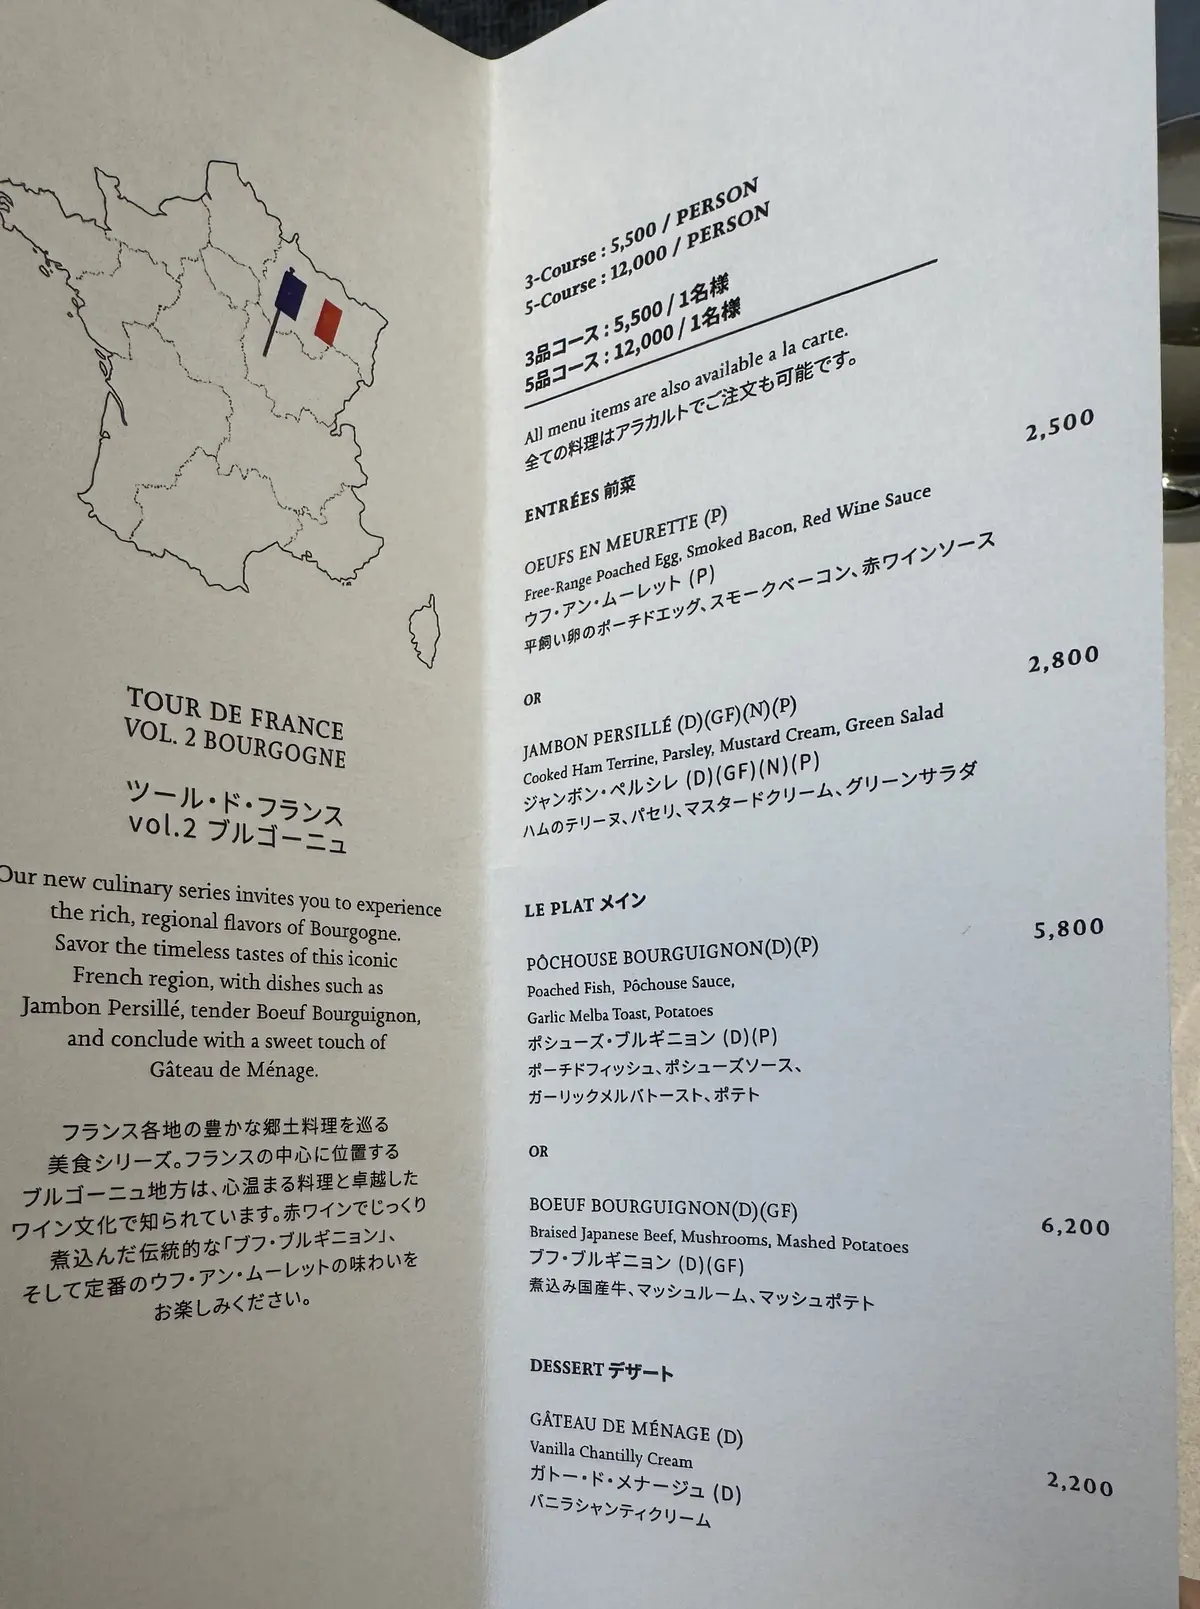 TOUR DE FRANCE
VOL. 2 BOURGOGNE
ツール・ド・フランス
vol.2 ブルゴーニュ
Our new culinary series invites you to experience
the rich, regional flavors of Bourgogne.
Savor the timeless tastes of this iconic
French region, with dishes such as
Jambon Persillé, tender Boeuf Bourguignon,
and conclude with a sweet touch of
Gâteau de Ménage.
フランス各地の豊かな郷土料理を巡る
美食シリーズ。フランスの中心に位置する
ブルゴーニュ地方は、心温まる料理と卓越した
ワイン文化で知られています。赤ワインでじっくり
煮込んだ伝統的な「ブフ・ブルギニョン」、
そして定番のウフ・アン・ムーレットの味わいを
お楽しみください。
3-Course : 5,500 / PERSON
5-Course : 12,000 / PERSON
3品コース : 5,500 / 1名様
5品コース : 12,000 / 1名様
All menu items are also available a la carte.
全ての料理はアラカルトでご注文も可能です。
ENTRÉES 前菜
OEUFS EN MEURETTE (P) 2,500
Free-Range Poached Egg, Smoked Bacon, Red Wine Sauce
ウフ・アン・ムーレット (P)
平飼い卵のポーチドエッグ、スモークベーコン、赤ワインソース
OR
JAMBON PERSILLÉ (D)(GF)(N)(P) 2,800
Cooked Ham Terrine, Parsley, Mustard Cream, Green Salad
ジャンボン・ペルシレ (D)(GF)(N)(P)
ハムのテリーヌ、パセリ、マスタードクリーム、グリーンサラダ
LE PLAT メイン
PÔCHOUSE BOURGUIGNON(D)(P) 5,800
Poached Fish, Pôchouse Sauce,
Garlic Melba Toast, Potatoes
ポシューズ・ブルギニョン (D)(P)
ポーチドフィッシュ、ポシューズソース、
ガーリックメルバトースト、ポテト
OR
BOEUF BOURGUIGNON(D)(GF) 6,200
Braised Japanese Beef, Mushrooms, Mashed Potatoes
ブフ・ブルギニョン (D)(GF)
煮込み国産牛、マッシュルーム、マッシュポテト
DESSERT デザート
GÂTEAU DE MÉNAGE (D) 2,200
Vanilla Chantilly Cream
ガトー・ド・メナージュ (D)
バニラシャンティクリーム